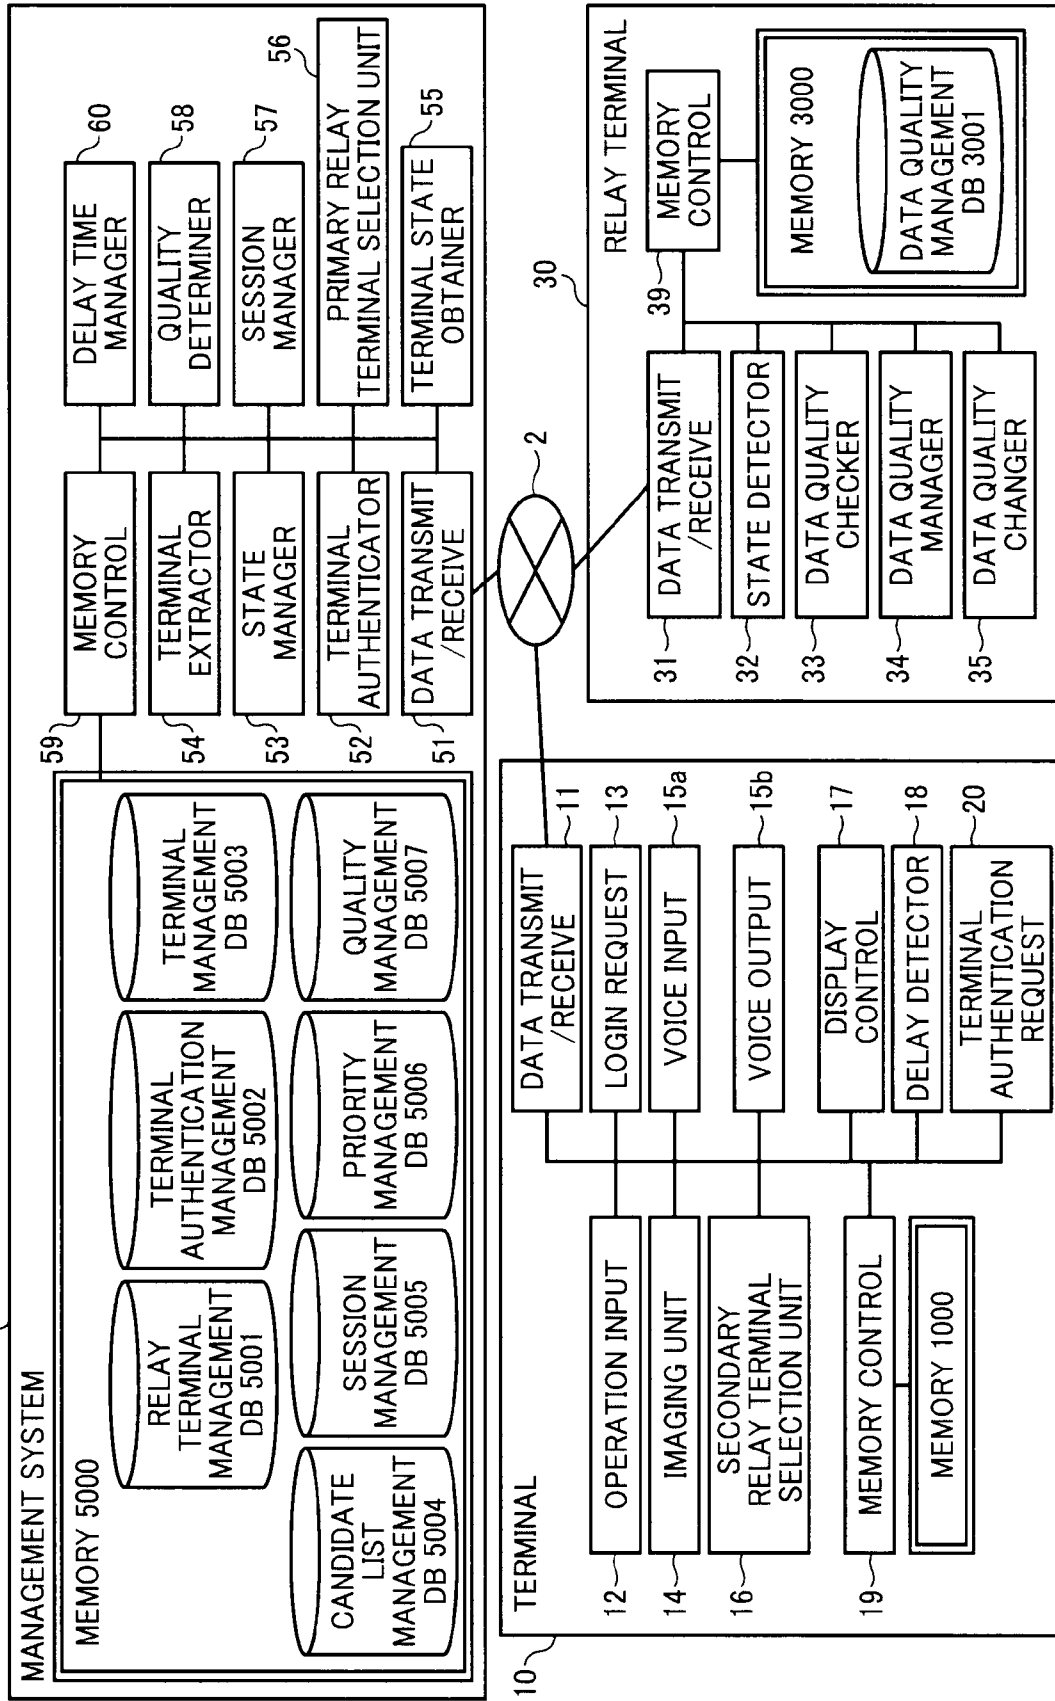 MANAGEMENT SYSTEM
MEMORY 5000
RELAY
TERMINAL
MANAGEMENT
DB 5001
TERMINAL
AUTHENTICATION
MANAGEMENT
DB 5002
TERMINAL
MANAGEMENT
DB 5003
CANDIDATE
LIST
MANAGEMENT
DB 5004
SESSION
MANAGEMENT
DB 5005
PRIORITY
MANAGEMENT
DB 5006
QUALITY
MANAGEMENT
DB 5007
59
MEMORY
CONTROL
DELAY TIME
MANAGER
60
54
TERMINAL
EXTRACTOR
QUALITY
DETERMINER
58
53
STATE
MANAGER
SESSION
MANAGER
57
52
TERMINAL
AUTHENTICATOR
PRIMARY RELAY
TERMINAL SELECTION UNIT
56
51
DATA TRANSMIT
/RECEIVE
TERMINAL STATE
OBTAINER
55
2
10
TERMINAL
DATA TRANSMIT
/RECEIVE
11
12
OPERATION INPUT
LOGIN REQUEST
13
14
IMAGING UNIT
VOICE INPUT
15a
16
SECONDARY
RELAY TERMINAL
SELECTION UNIT
VOICE OUTPUT
15b
DISPLAY
CONTROL
17
19
MEMORY CONTROL
DELAY DETECTOR
18
MEMORY 1000
TERMINAL
AUTHENTICATION
REQUEST
20
30
RELAY TERMINAL
31
DATA TRANSMIT
/RECEIVE
39
MEMORY
CONTROL
32
STATE DETECTOR
33
DATA QUALITY
CHECKER
34
DATA QUALITY
MANAGER
35
DATA QUALITY
CHANGER
MEMORY 3000
DATA QUALITY
MANAGEMENT
DB 3001